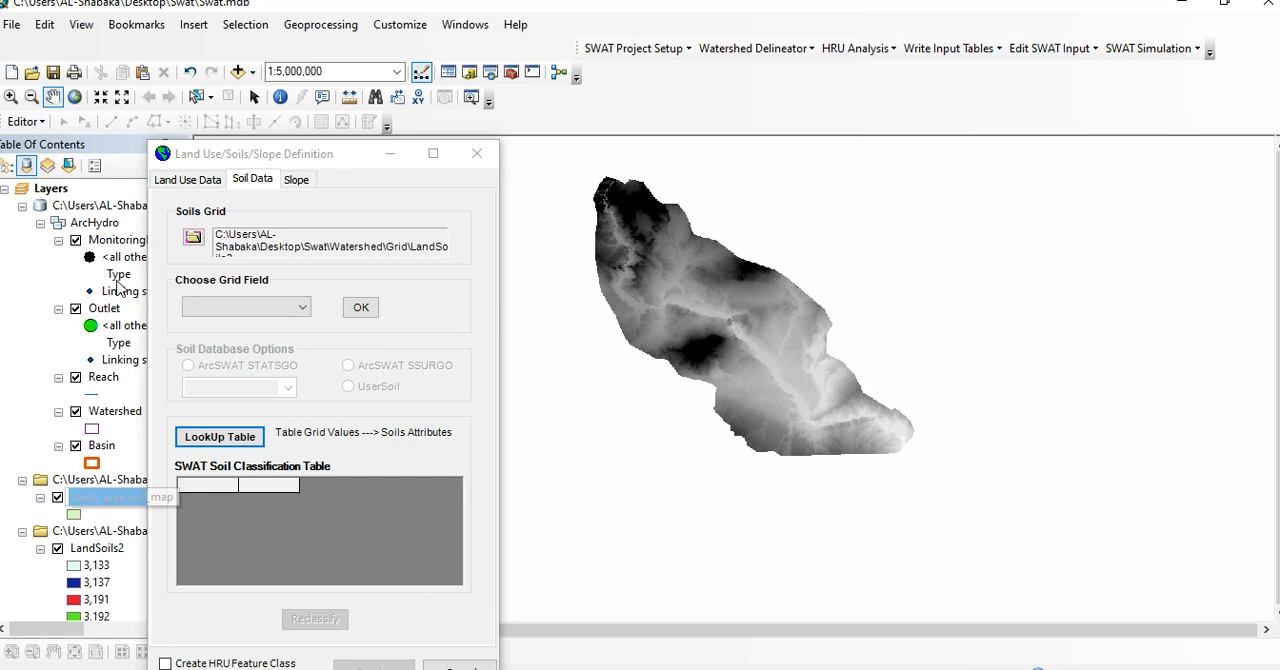 C:\Users\AL-Shabaka\Desktop\Swat\Swat.mdb
File Edit View Bookmarks Insert Selection Geoprocessing Customize Windows Help
SWAT Project Setup Watershed Delineator HRU Analysis Write Input Tables Edit SWAT Input SWAT Simulation
1:5,000,000
XY
Editor
Table Of Contents
Layers
C:\Users\AL-Shaba
ArcHydro
Monitoring
<all othe
Type
Linking s
Outlet
<all othe
Type
Linking s
Reach
Watershed
Basin
C:\Users\AL-Shaba
map
C:\Users\AL-Shaba
LandSoils2
3,133
3,137
3,191
3,192
Land Use/Soils/Slope Definition
Land Use Data Soil Data Slope
Soils Grid
C:\Users\AL-
Shabaka\Desktop\Swat\Watershed\Grid\LandSo
ils2
Choose Grid Field
OK
Soil Database Options
ArcSWAT STATSGO ArcSWAT SSURGO
UserSoil
LookUp Table Table Grid Values ---> Soils Attributes
SWAT Soil Classification Table
Reclassify
Create HRU Feature Class